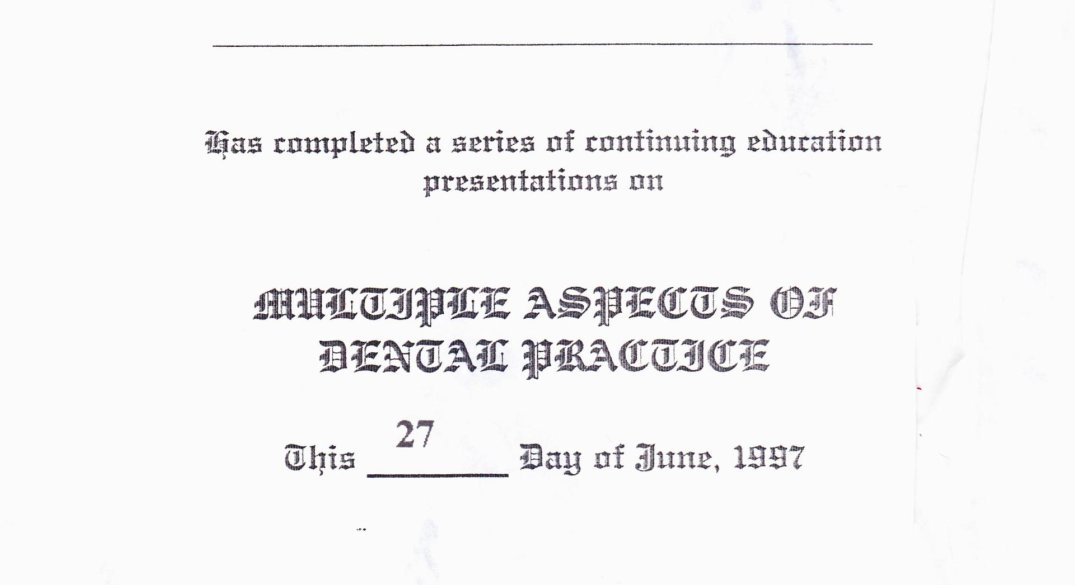 Has completed a series of continuing education
presentations on
MULTIPLE ASPECTS OF
DENTAL PRACTICE
This 27 Day of June, 1997